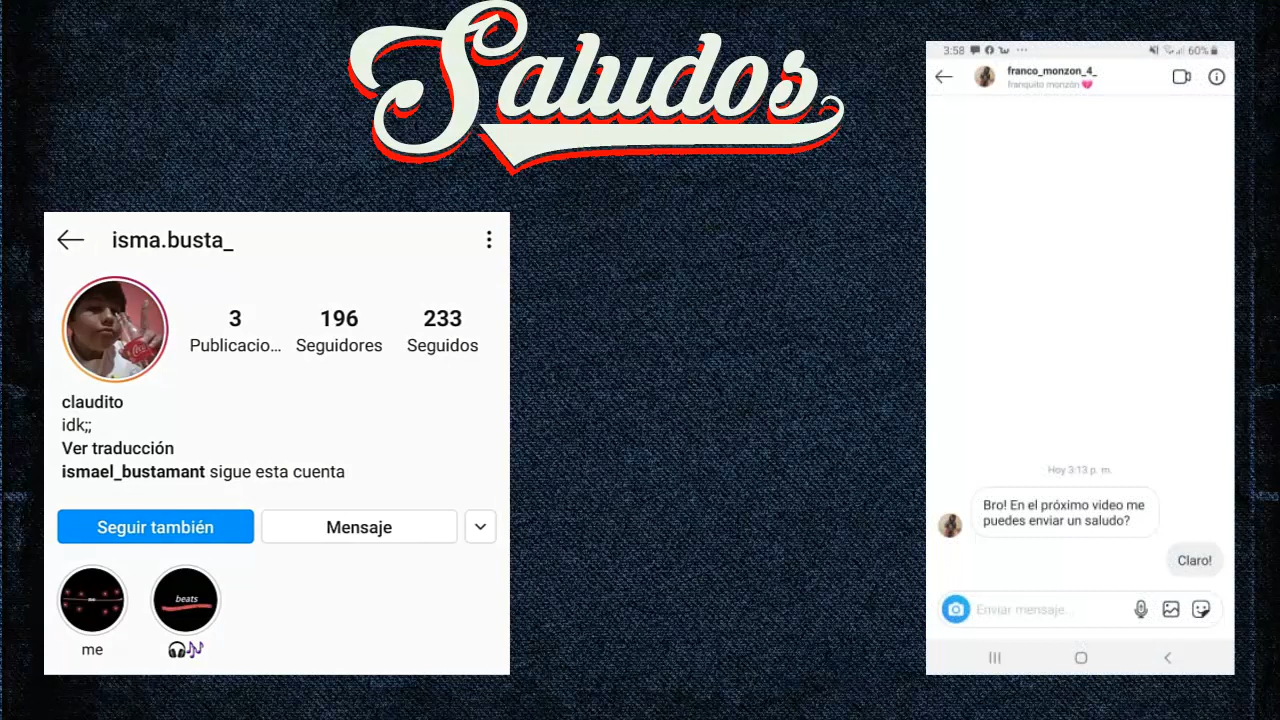 Saludos
isma.busta_
3
196
233
Publicacio...
Seguidores
Seguidos
claudito
idk;;
Ver traducción
ismael_bustamant sigue esta cuenta
Seguir también
Mensaje
beats
me
🎧🎶
3:58
60%
franco_monzon_4_
franquito monzón 💔
Hoy 3:13 p. m.
Bro! En el próximo video me
puedes enviar un saludo?
Claro!
Enviar mensaje...